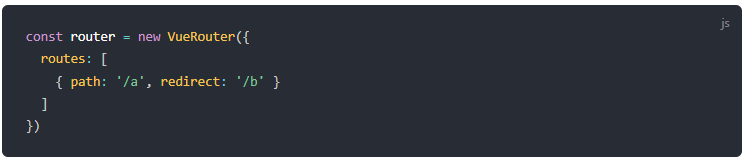 js
const router = new VueRouter({
  routes: [
    { path: '/a', redirect: '/b' }
  ]
})